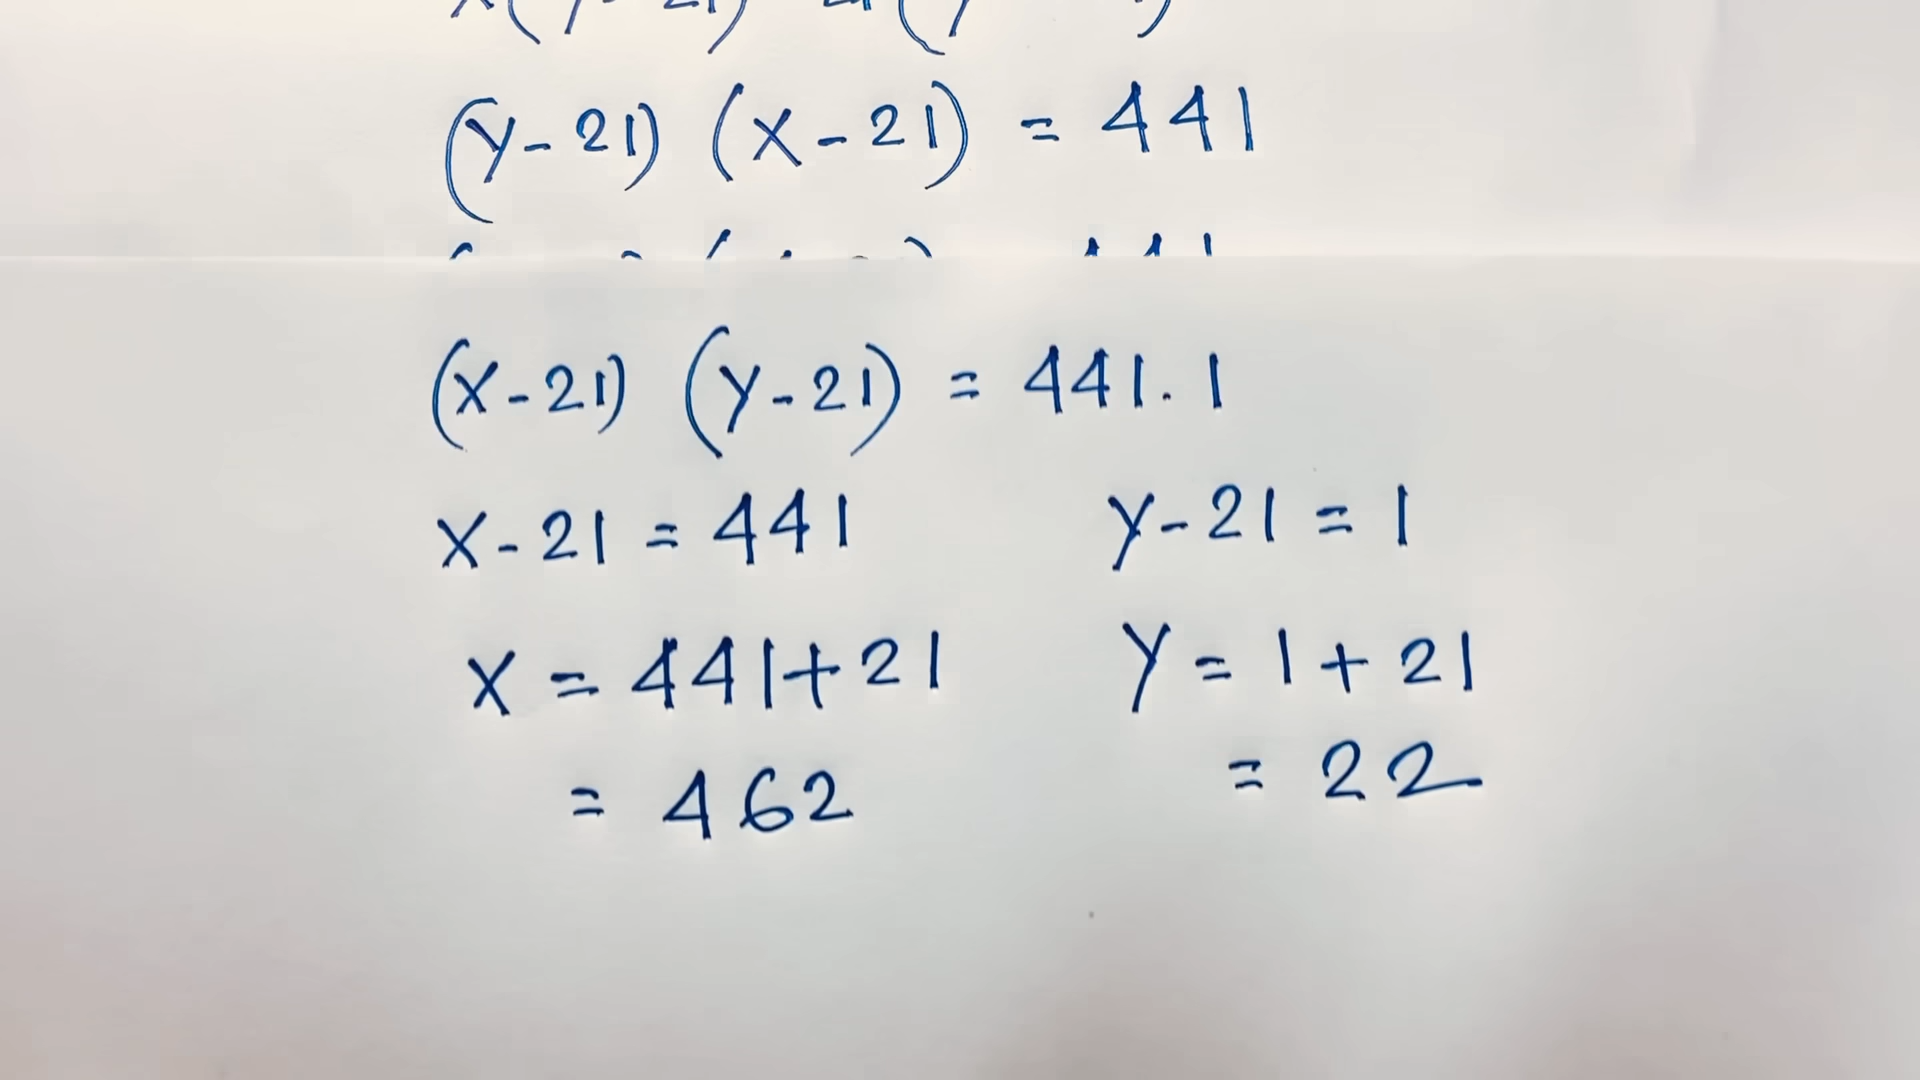 (y-21) (x-21) = 441
(x-21) (y-21) = 441.1
x-21 = 441 y-21 = 1
x = 441+21 y = 1+21
= 462 = 22